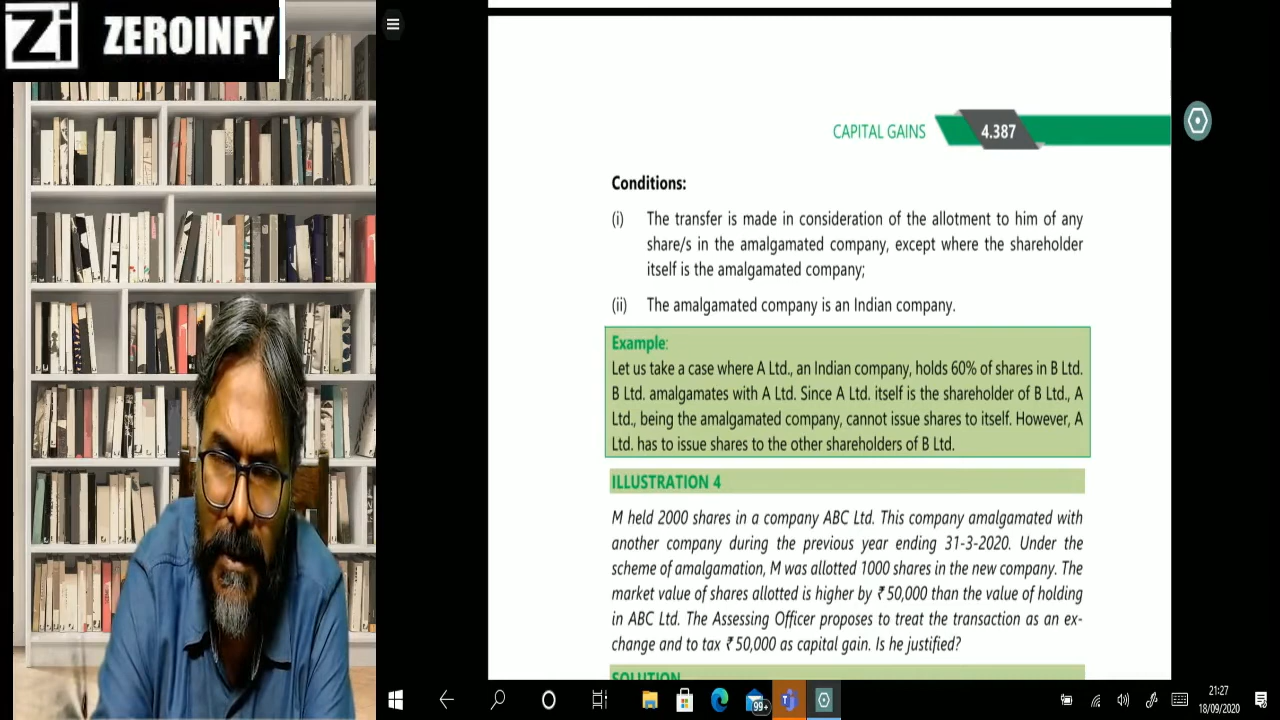 Zi ZEROINFY
CAPITAL GAINS 4.387
Conditions:
(i) The transfer is made in consideration of the allotment to him of any
share/s in the amalgamated company, except where the shareholder
itself is the amalgamated company;
(ii) The amalgamated company is an Indian company.
Example:
Let us take a case where A Ltd., an Indian company, holds 60% of shares in B Ltd.
B Ltd. amalgamates with A Ltd. Since A Ltd. itself is the shareholder of B Ltd., A
Ltd., being the amalgamated company, cannot issue shares to itself. However, A
Ltd. has to issue shares to the other shareholders of B Ltd.
ILLUSTRATION 4
M held 2000 shares in a company ABC Ltd. This company amalgamated with
another company during the previous year ending 31-3-2020. Under the
scheme of amalgamation, M was allotted 1000 shares in the new company. The
market value of shares allotted is higher by ₹ 50,000 than the value of holding
in ABC Ltd. The Assessing Officer proposes to treat the transaction as an ex-
change and to tax ₹ 50,000 as capital gain. Is he justified?
SOLUTION
99+
21:27
18/09/2020